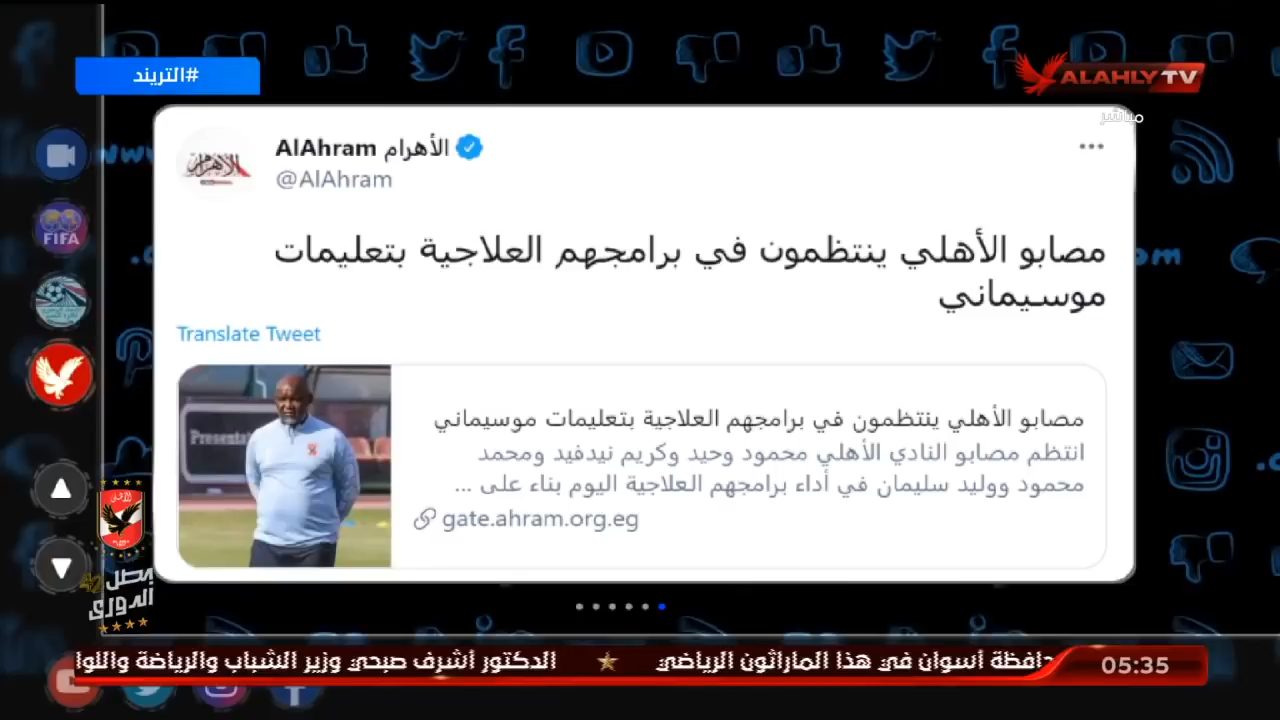 #التريند
ALAHLY TV
مباشر
AlAhram الأهرام
@AlAhram
مصابو الأهلي ينتظمون في برامجهم العلاجية بتعليمات
موسيماني
Translate Tweet
مصابو الأهلي ينتظمون في برامجهم العلاجية بتعليمات موسيماني
انتظم مصابو النادي الأهلي محمود وحيد وكريم نيدفيد ومحمد
محمود ووليد سليمان في أداء برامجهم العلاجية اليوم بناء على ...
gate.ahram.org.eg
FIFA
بطل
الدوري
42
حافظة أسوان في هذا الماراثون الرياضي ★ الدكتور أشرف صبحي وزير الشباب والرياضة واللوا
05:35